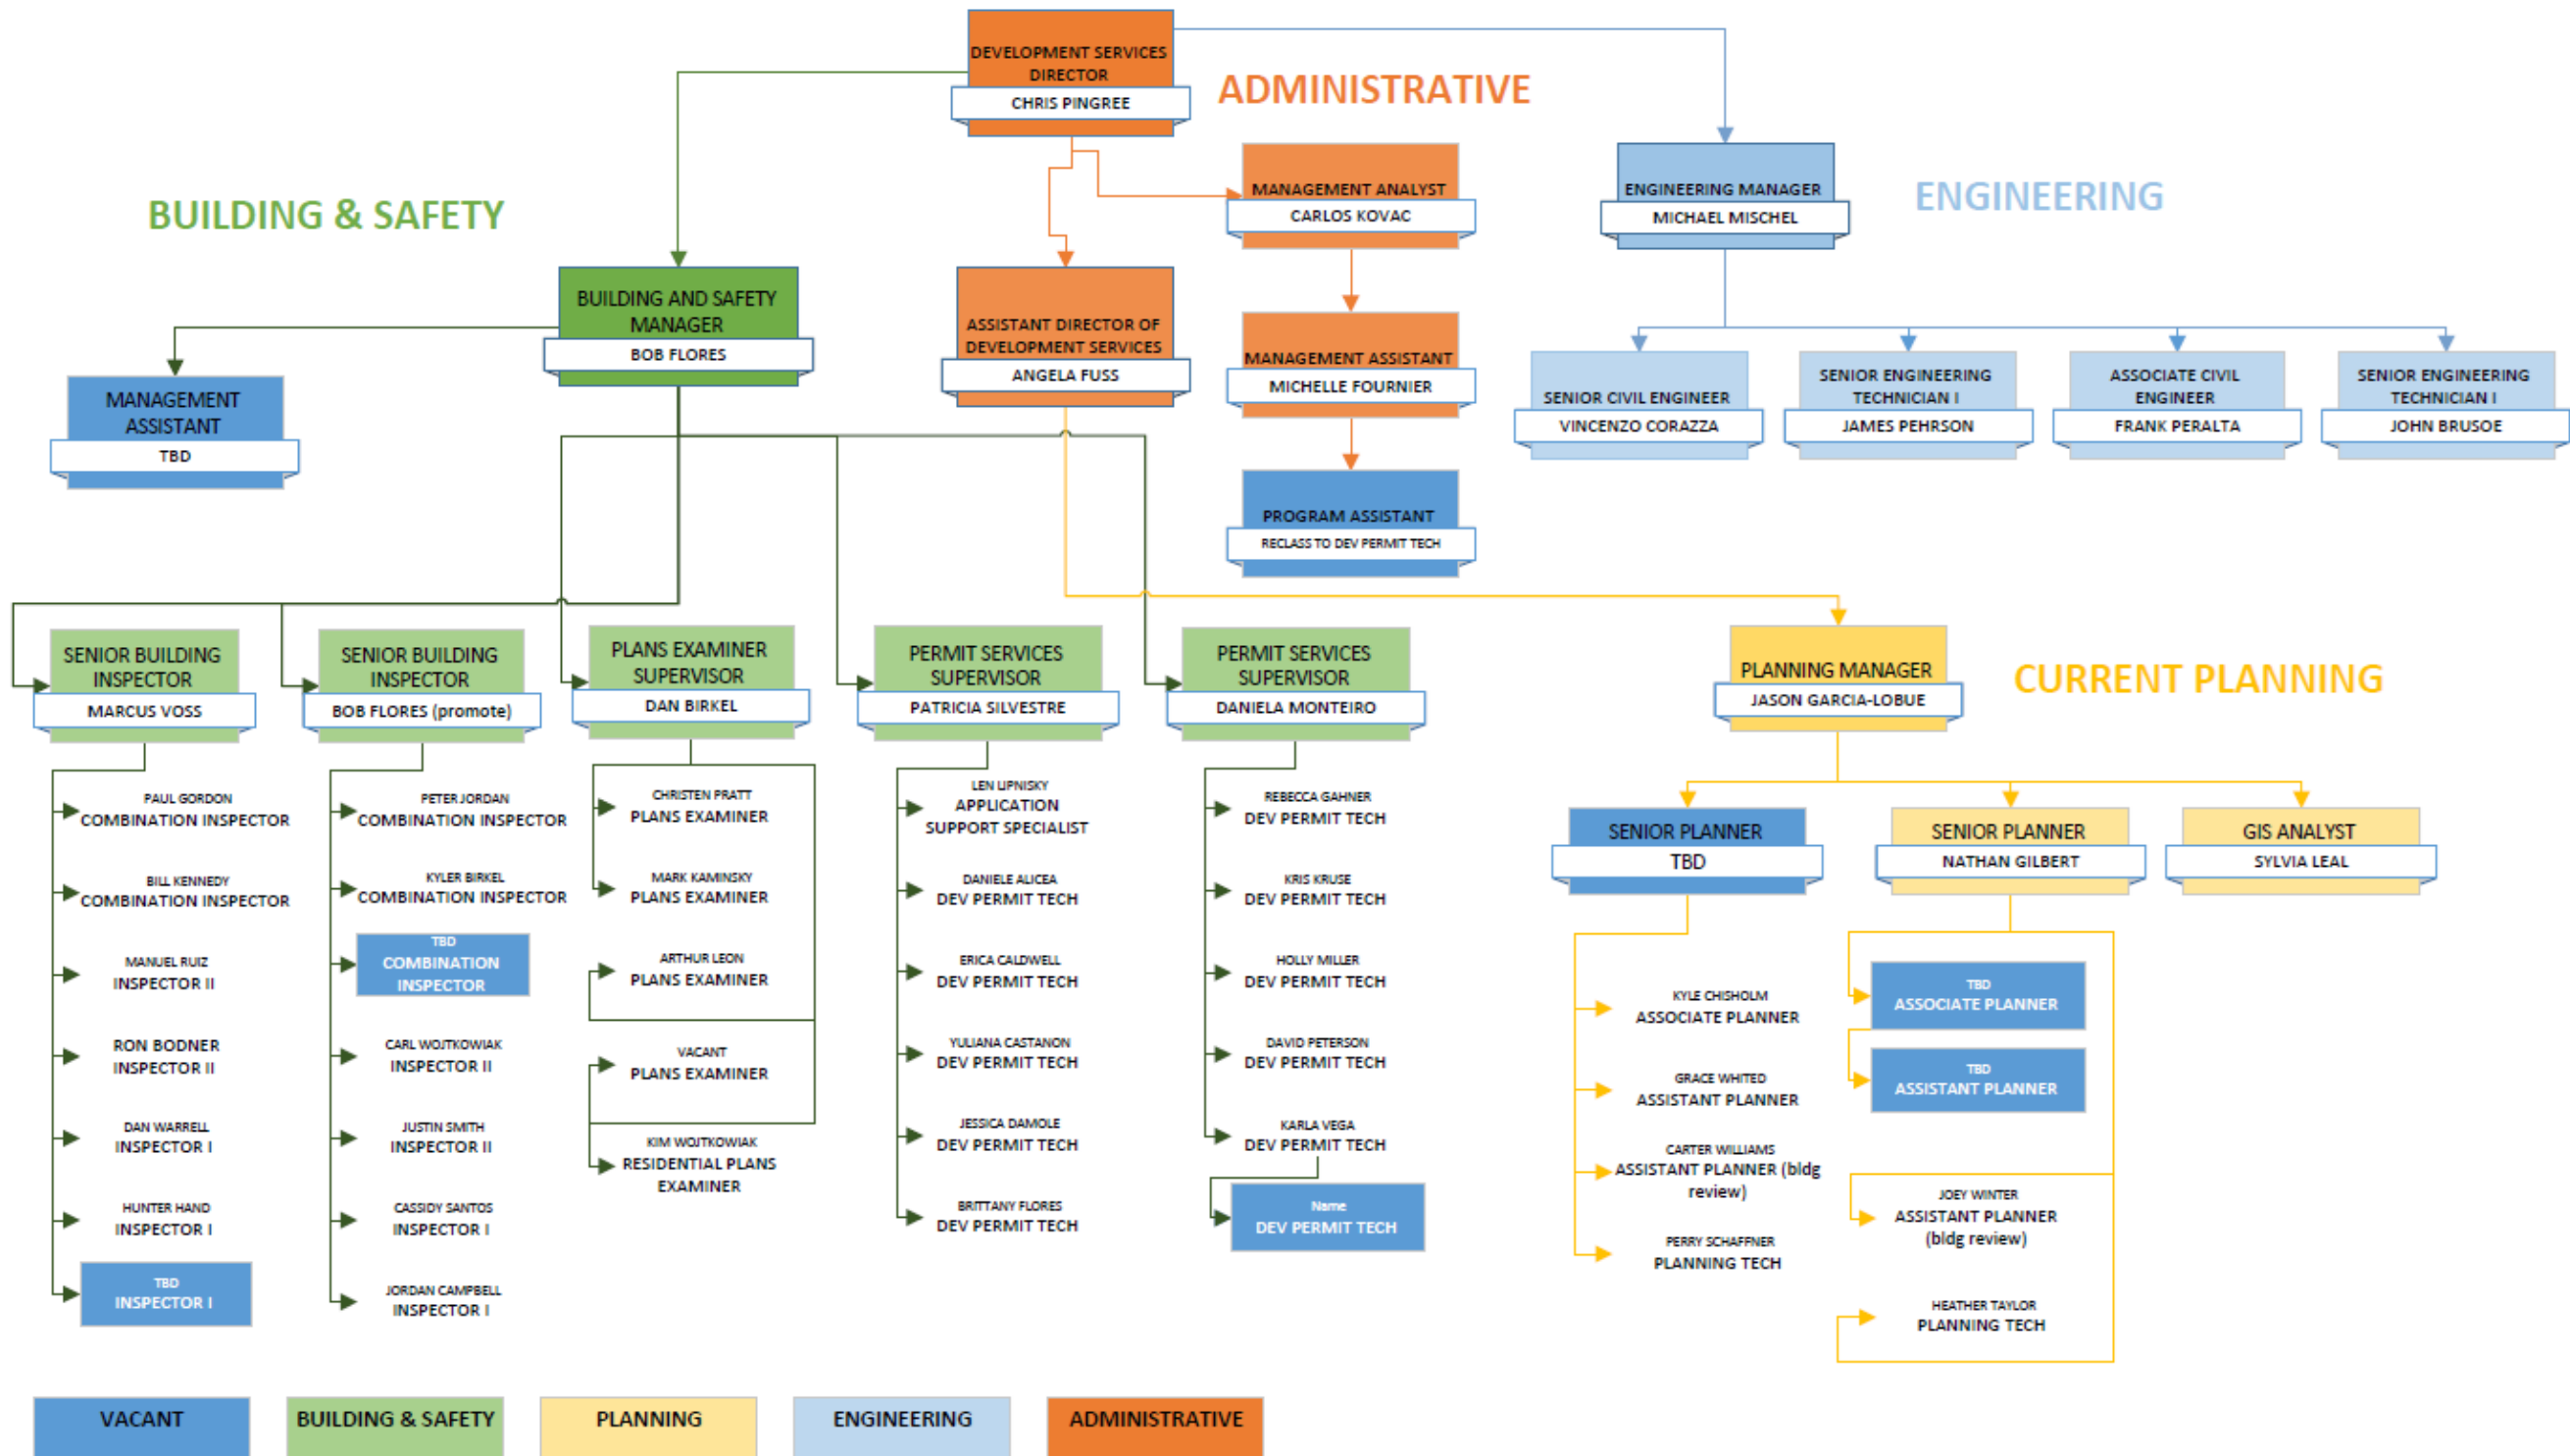 DEVELOPMENT SERVICES
DIRECTOR
CHRIS PINGREE
ADMINISTRATIVE
MANAGEMENT ANALYST
CARLOS KOVAC
ENGINEERING MANAGER
MICHAEL MISCHEL
ENGINEERING
BUILDING & SAFETY
BUILDING AND SAFETY
MANAGER
BOB FLORES
ASSISTANT DIRECTOR OF
DEVELOPMENT SERVICES
ANGELA FUSS
MANAGEMENT ASSISTANT
MICHELLE FOURNIER
SENIOR CIVIL ENGINEER
VINCENZO CORAZZA
SENIOR ENGINEERING
TECHNICIAN I
JAMES PEHRSON
ASSOCIATE CIVIL
ENGINEER
FRANK PERALTA
SENIOR ENGINEERING
TECHNICIAN I
JOHN BRUSOE
MANAGEMENT
ASSISTANT
TBD
PROGRAM ASSISTANT
RECLASS TO DEV PERMIT TECH
SENIOR BUILDING
INSPECTOR
MARCUS VOSS
SENIOR BUILDING
INSPECTOR
BOB FLORES (promote)
PLANS EXAMINER
SUPERVISOR
DAN BIRKEL
PERMIT SERVICES
SUPERVISOR
PATRICIA SILVESTRE
PERMIT SERVICES
SUPERVISOR
DANIELA MONTEIRO
PLANNING MANAGER
JASON GARCIA-LOBUE
CURRENT PLANNING
PAUL GORDON
COMBINATION INSPECTOR
BILL KENNEDY
COMBINATION INSPECTOR
MANUEL RUIZ
INSPECTOR II
RON BODNER
INSPECTOR II
DAN WARRELL
INSPECTOR I
HUNTER HAND
INSPECTOR I
TBD
INSPECTOR I
PETER JORDAN
COMBINATION INSPECTOR
KYLER BIRKEL
COMBINATION INSPECTOR
TBD
COMBINATION
INSPECTOR
CARL WOJTKOWIAK
INSPECTOR II
JUSTIN SMITH
INSPECTOR II
CASSIDY SANTOS
INSPECTOR I
JORDAN CAMPBELL
INSPECTOR I
CHRISTEN PRATT
PLANS EXAMINER
MARK KAMINSKY
PLANS EXAMINER
ARTHUR LEON
PLANS EXAMINER
VACANT
PLANS EXAMINER
KIM WOJTKOWIAK
RESIDENTIAL PLANS
EXAMINER
LEN LIPNISKY
APPLICATION
SUPPORT SPECIALIST
DANIELE ALICEA
DEV PERMIT TECH
ERICA CALDWELL
DEV PERMIT TECH
YULIANA CASTANON
DEV PERMIT TECH
JESSICA DAMOLE
DEV PERMIT TECH
BRITTANY FLORES
DEV PERMIT TECH
REBECCA GAHNER
DEV PERMIT TECH
KRIS KRUSE
DEV PERMIT TECH
HOLLY MILLER
DEV PERMIT TECH
DAVID PETERSON
DEV PERMIT TECH
KARLA VEGA
DEV PERMIT TECH
Name
DEV PERMIT TECH
SENIOR PLANNER
TBD
SENIOR PLANNER
NATHAN GILBERT
GIS ANALYST
SYLVIA LEAL
KYLE CHISHOLM
ASSOCIATE PLANNER
GRACE WHITED
ASSISTANT PLANNER
CARTER WILLIAMS
ASSISTANT PLANNER (bldg
review)
PERRY SCHAFFNER
PLANNING TECH
TBD
ASSOCIATE PLANNER
TBD
ASSISTANT PLANNER
JOEY WINTER
ASSISTANT PLANNER
(bldg review)
HEATHER TAYLOR
PLANNING TECH
VACANT
BUILDING & SAFETY
PLANNING
ENGINEERING
ADMINISTRATIVE